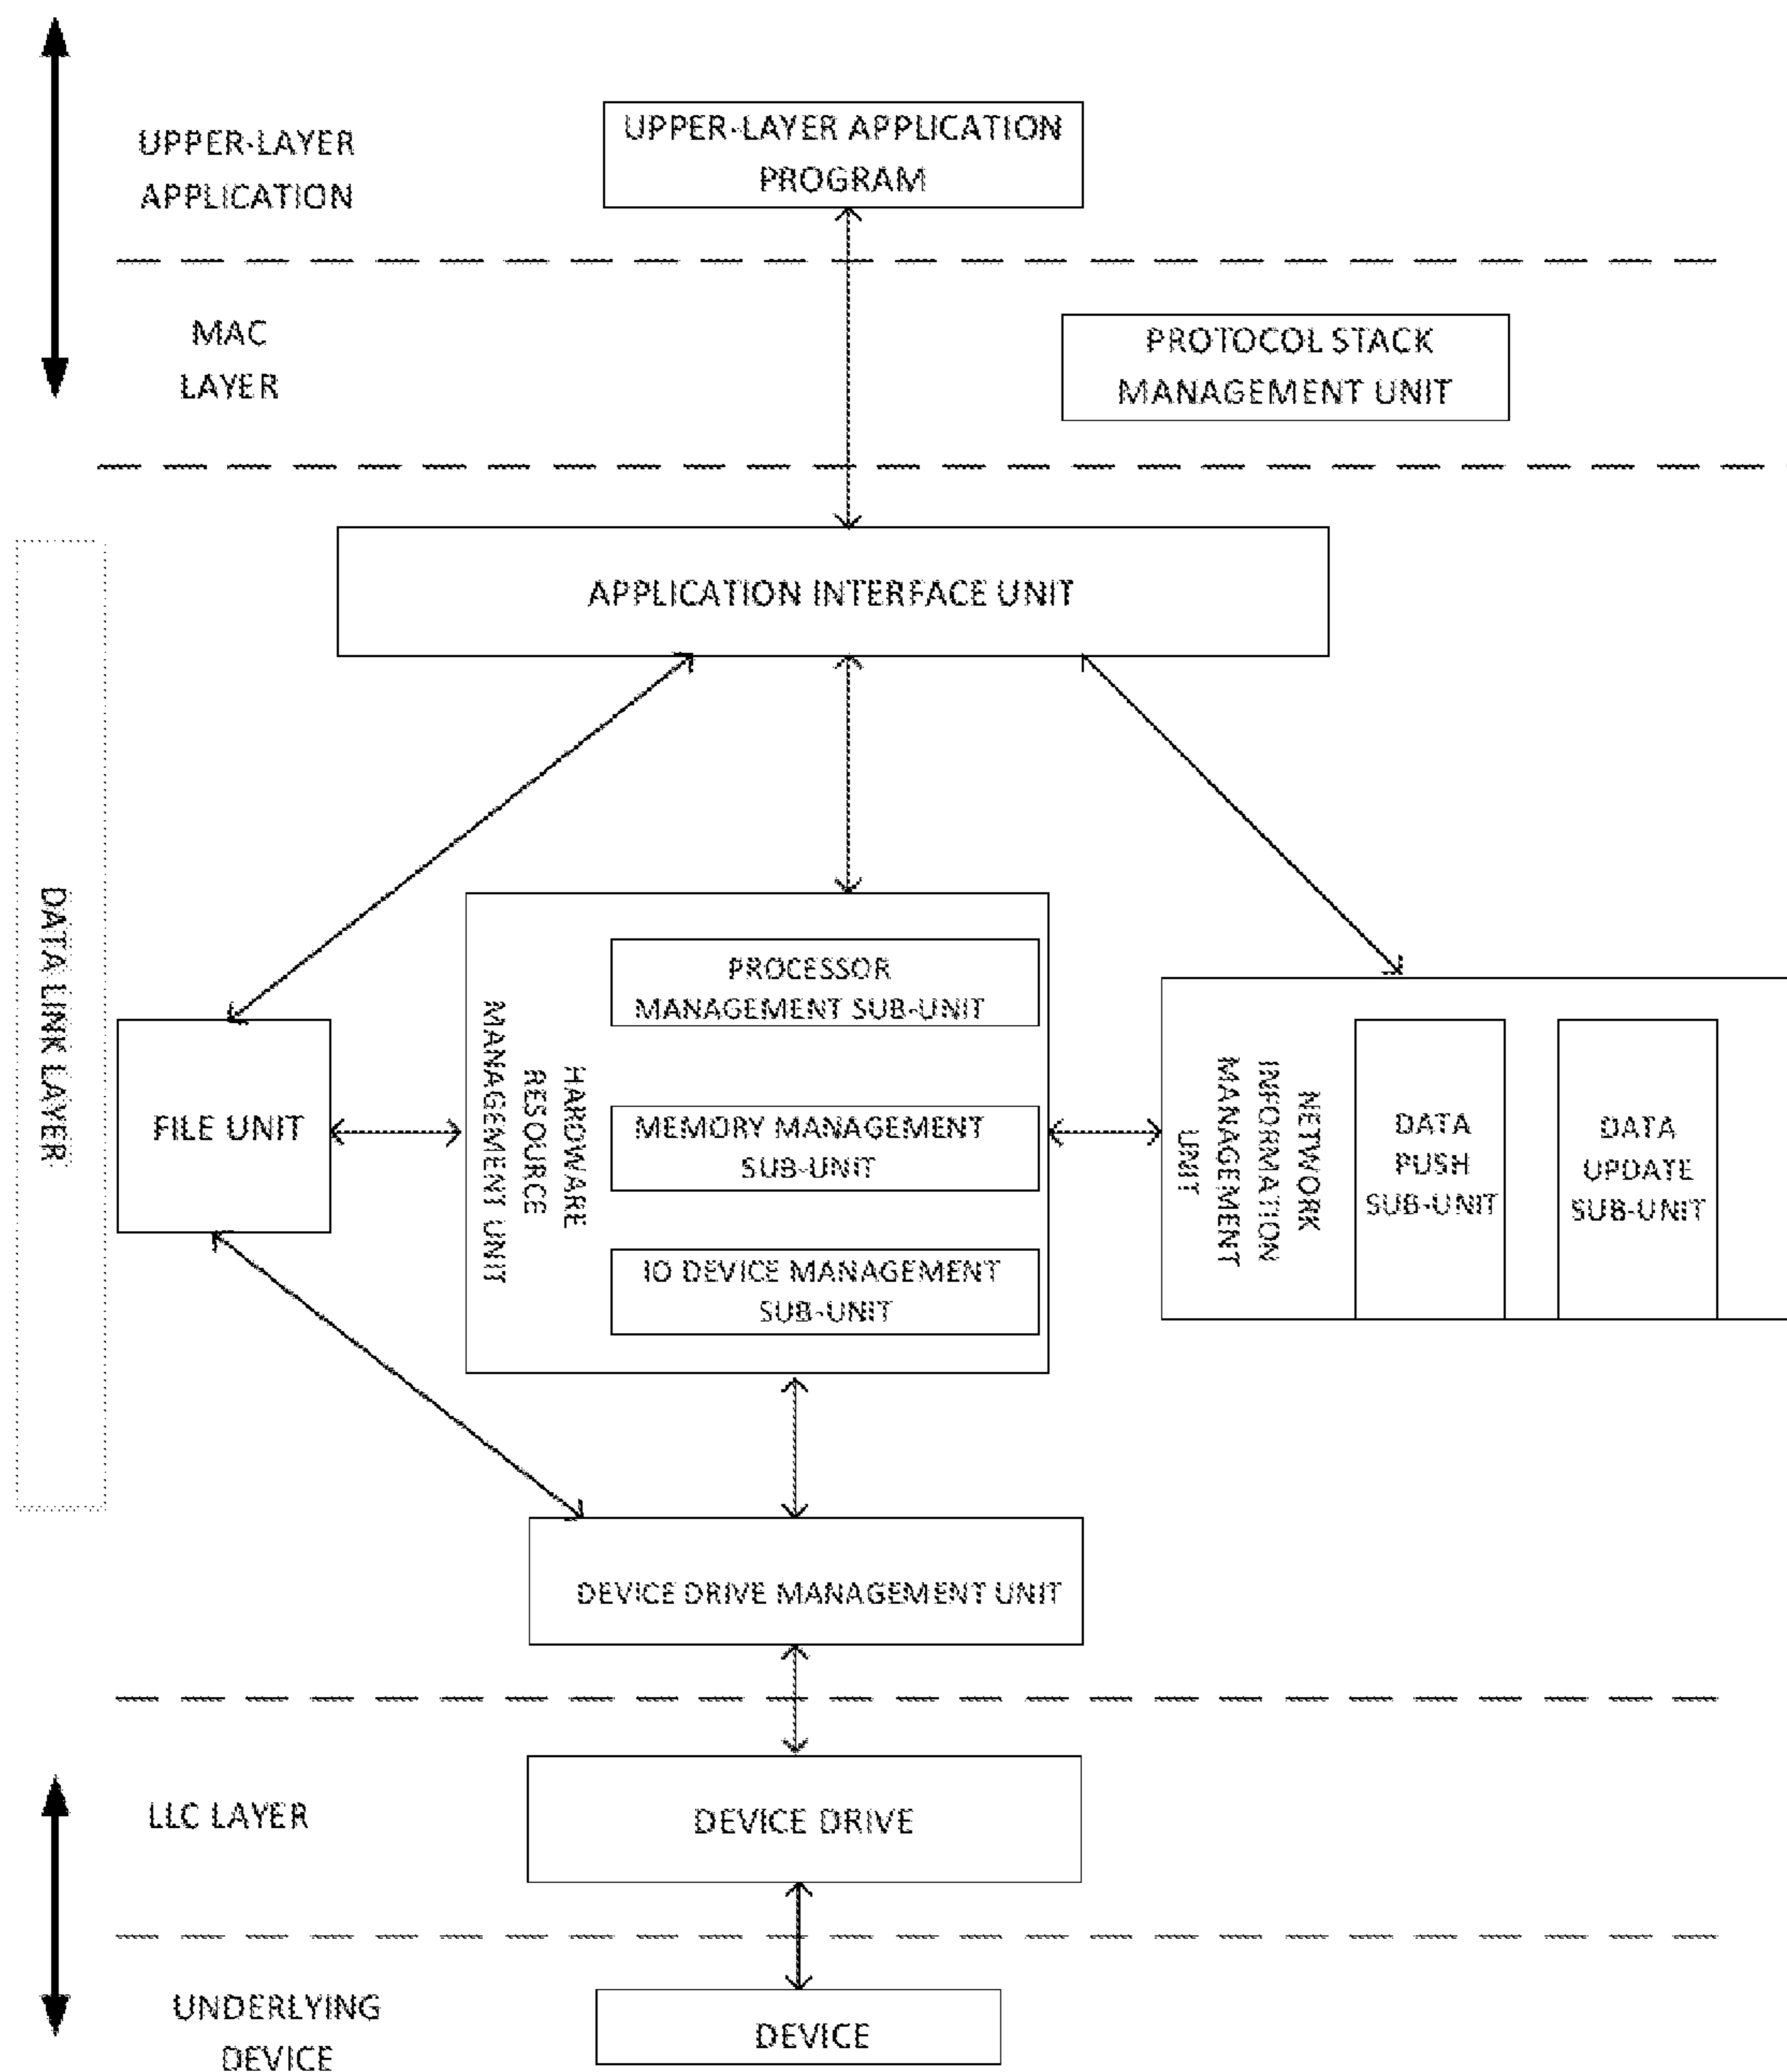 UPPER-LAYER
APPLICATION
UPPER-LAYER APPLICATION
PROGRAM
MAC
LAYER
PROTOCOL STACK
MANAGEMENT UNIT
APPLICATION INTERFACE UNIT
DATA LINK LAYER
FILE UNIT
HARDWARE
RESOURCE
MANAGEMENT UNIT
PROCESSOR
MANAGEMENT SUB-UNIT
MEMORY MANAGEMENT
SUB-UNIT
IO DEVICE MANAGEMENT
SUB-UNIT
NETWORK
INFORMATION
MANAGEMENT
UNIT
DATA
PUSH
SUB-UNIT
DATA
UPDATE
SUB-UNIT
DEVICE DRIVE MANAGEMENT UNIT
LLC LAYER
DEVICE DRIVE
UNDERLYING
DEVICE
DEVICE